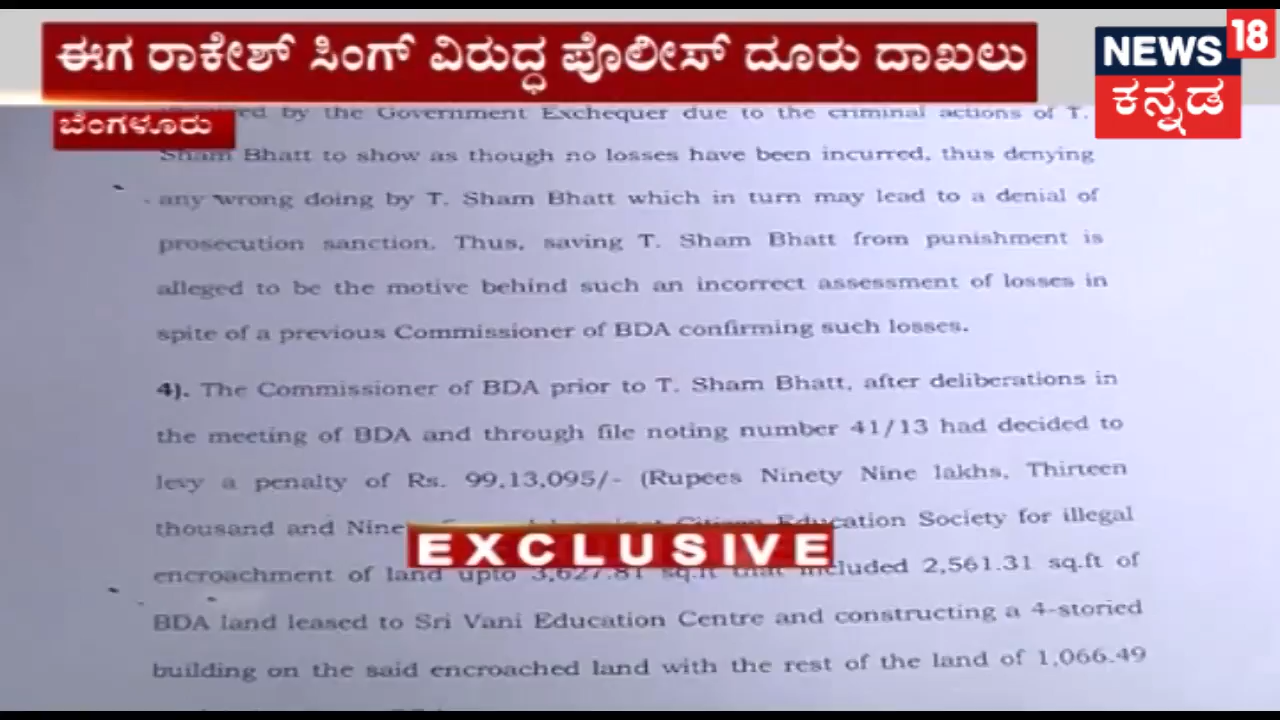 ಈಗ ರಾಕೇಶ್ ಸಿಂಗ್ ವಿರುದ್ಧ ಪೊಲೀಸ್ ದೂರು ದಾಖಲು
NEWS 18
ಕನ್ನಡ
ಬೆಂಗಳೂರು
by the Government Exchequer due to the criminal actions of T.
Sham Bhatt to show as though no losses have been incurred, thus denying
any wrong doing by T. Sham Bhatt which in turn may lead to a denial of
prosecution sanction. Thus, saving T. Sham Bhatt from punishment is
alleged to be the motive behind such an incorrect assessment of losses in
spite of a previous Commissioner of BDA confirming such losses.
4). The Commissioner of BDA prior to T. Sham Bhatt, after deliberations in
the meeting of BDA and through file noting number 41/13 had decided to
levy a penalty of Rs. 99,13,095/- (Rupees Ninety Nine lakhs, Thirteen
thousand and Education Society for illegal
EXCLUSIVE
encroachment of land upto 3,627.81 sq.ft that included 2,561.31 sq.ft of
BDA land leased to Sri Vani Education Centre and constructing a 4-storied
building on the said encroached land with the rest of the land of 1,066.49